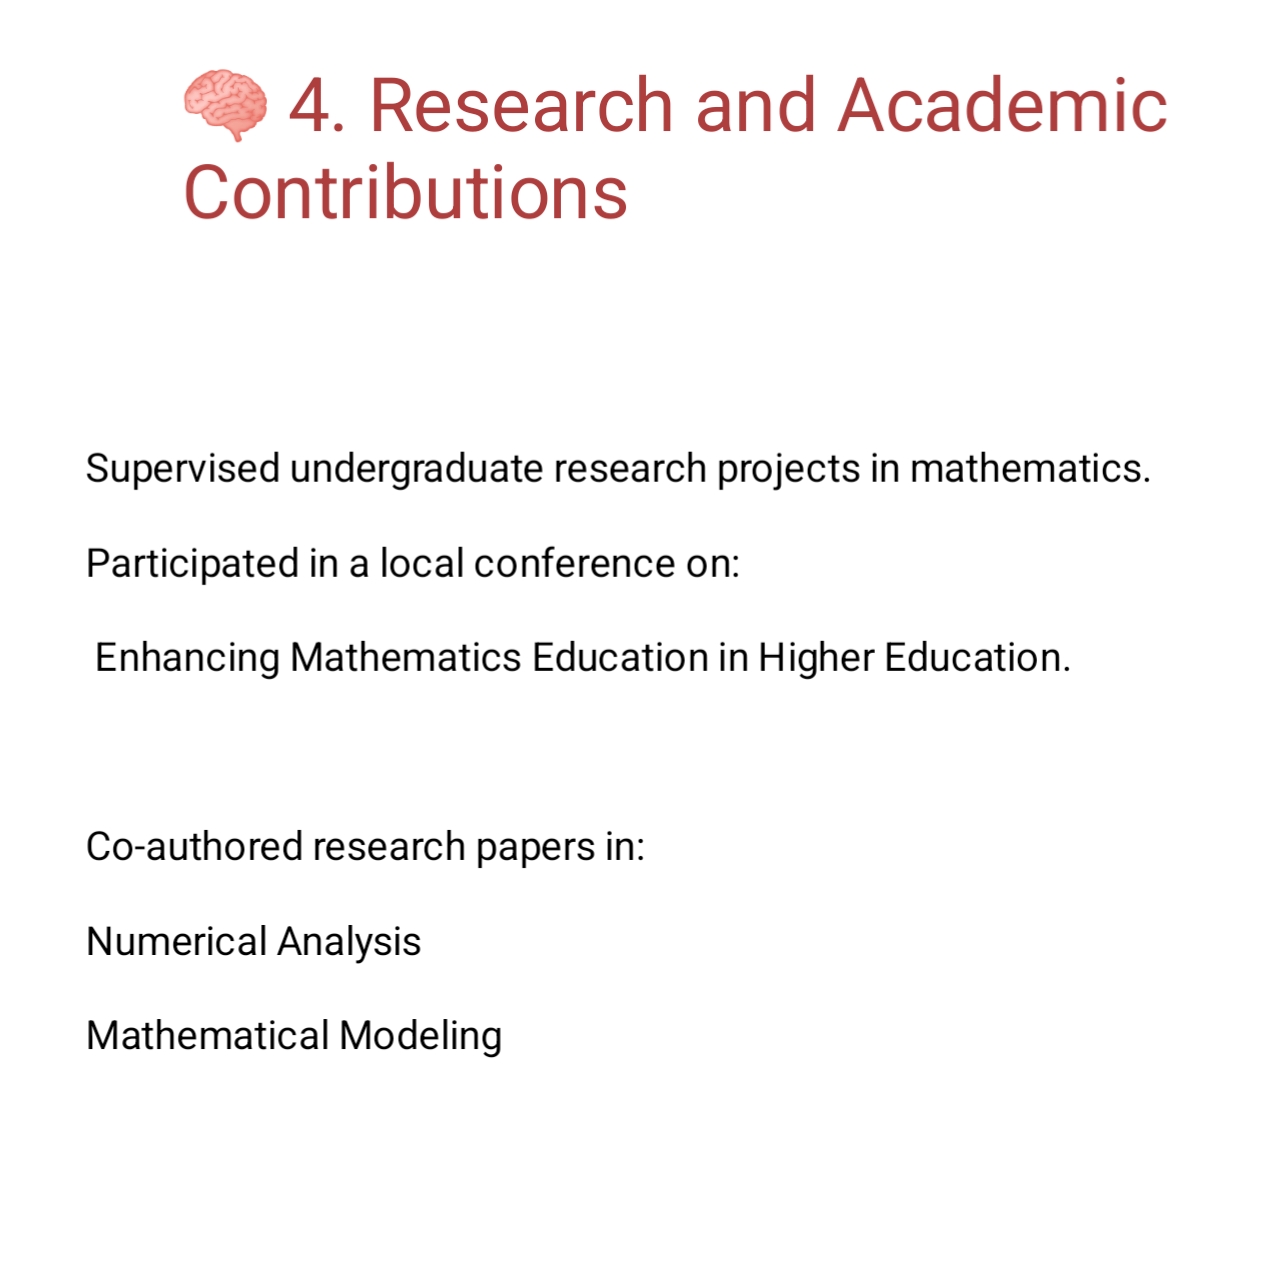 🧠 4. Research and Academic
Contributions
Supervised undergraduate research projects in mathematics.
Participated in a local conference on:
Enhancing Mathematics Education in Higher Education.
Co-authored research papers in:
Numerical Analysis
Mathematical Modeling